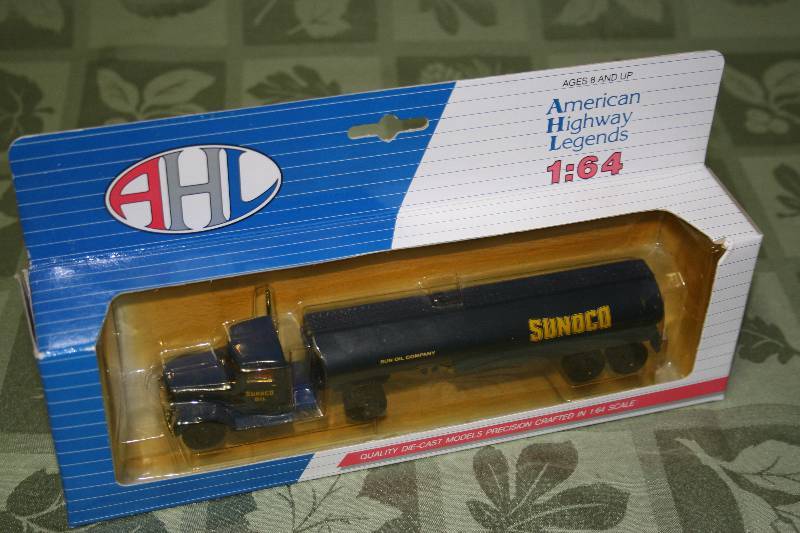 AGES 8 AND UP
American
Highway
Legends
1:64
AHL
SUNOCO
SUN OIL COMPANY
SUNOCO
OIL
QUALITY DIE-CAST MODELS PRECISION CRAFTED IN 1:64 SCALE